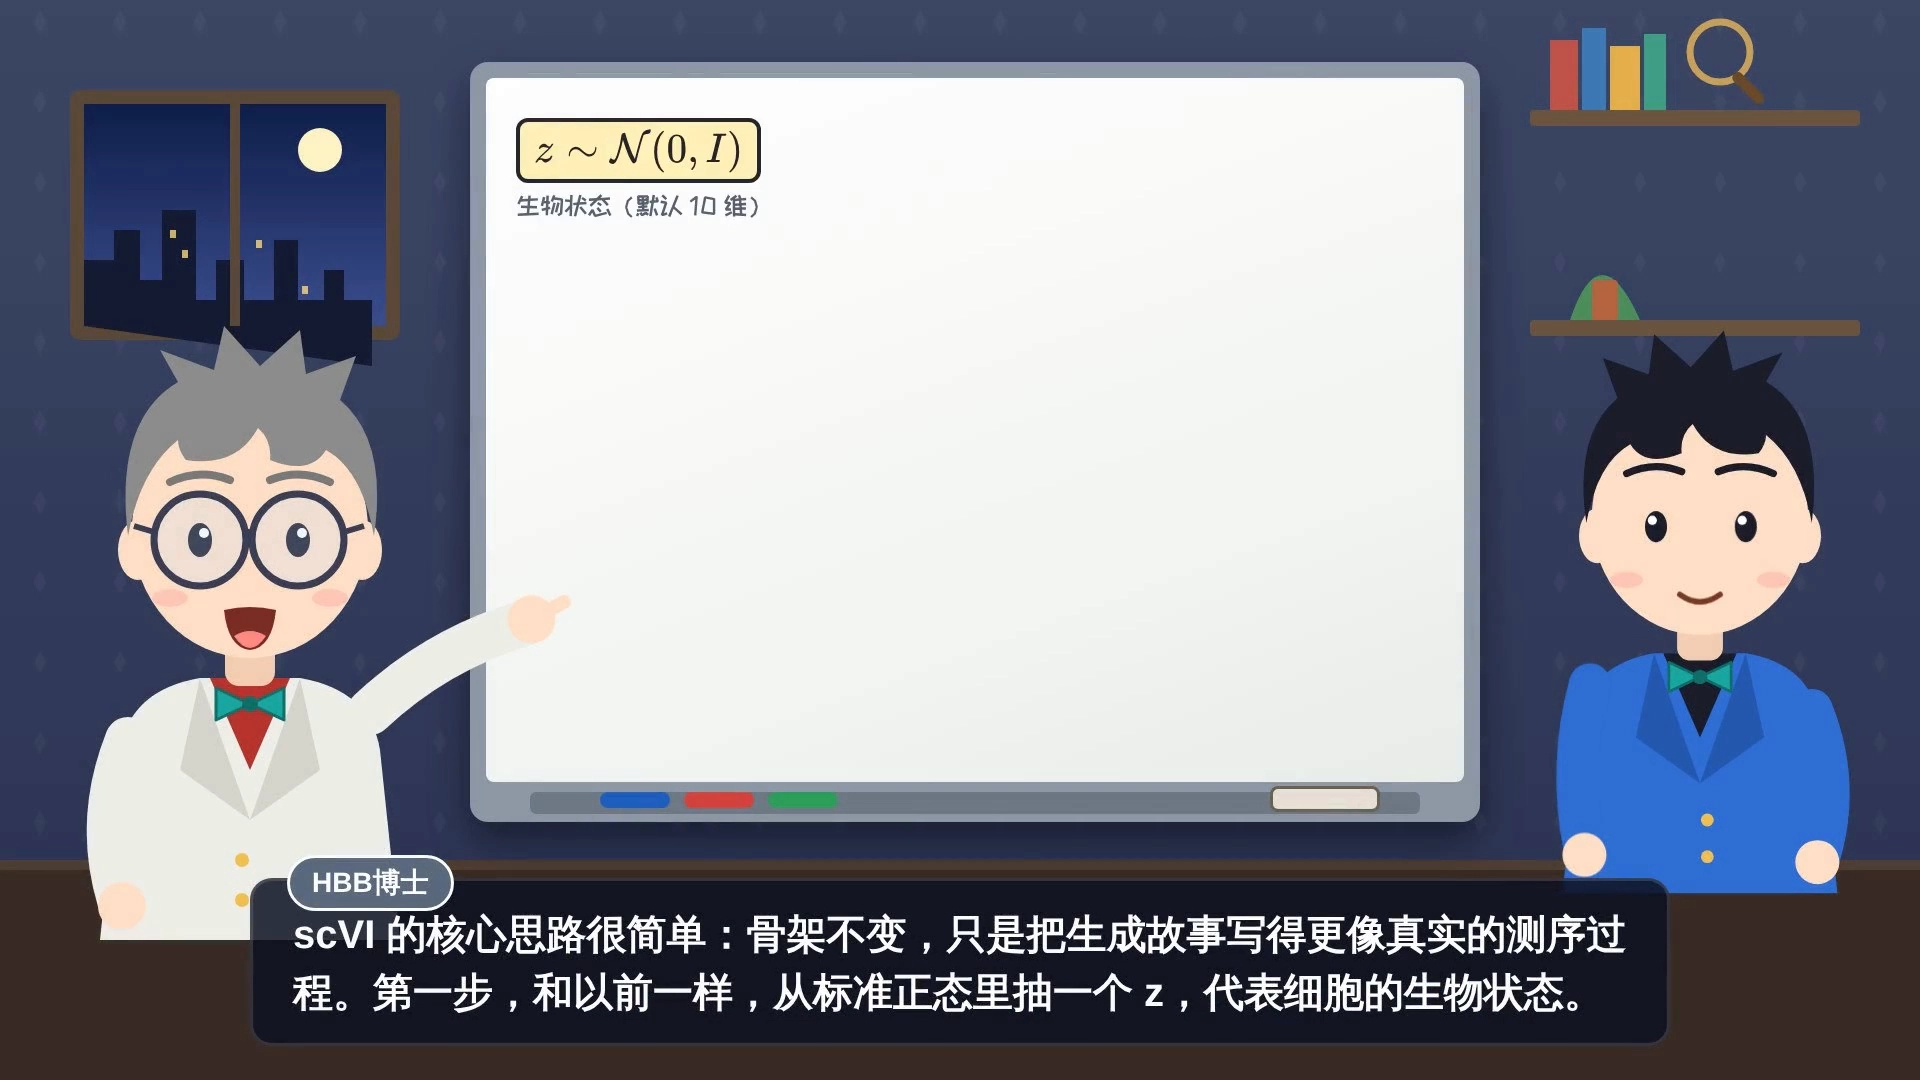 z ~ 𝒩(0, I)
生物状态（默认 10 维）
HBB博士
scVI 的核心思路很简单：骨架不变，只是把生成故事写得更像真实的测序过
程。第一步，和以前一样，从标准正态里抽一个 z，代表细胞的生物状态。